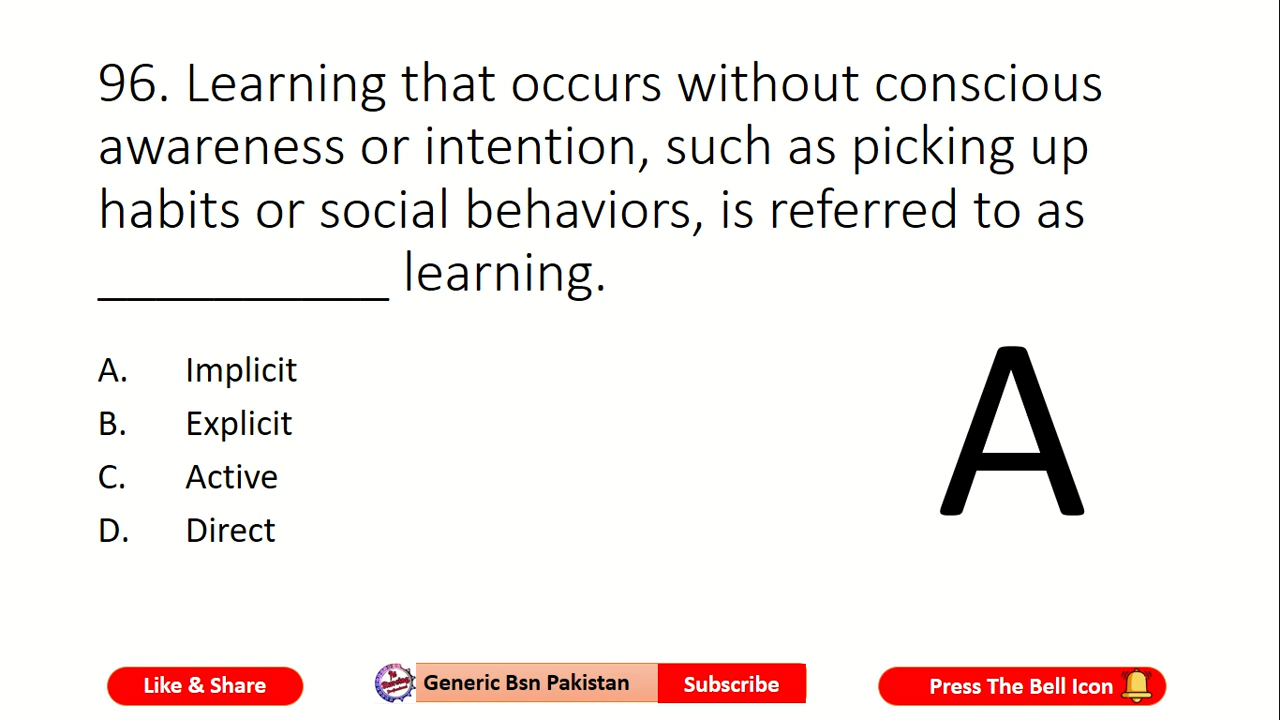 96. Learning that occurs without conscious
awareness or intention, such as picking up
habits or social behaviors, is referred to as
___________ learning.
A. Implicit
B. Explicit
C. Active
D. Direct
A
Like & Share
Generic Bsn Pakistan
Subscribe
Press The Bell Icon